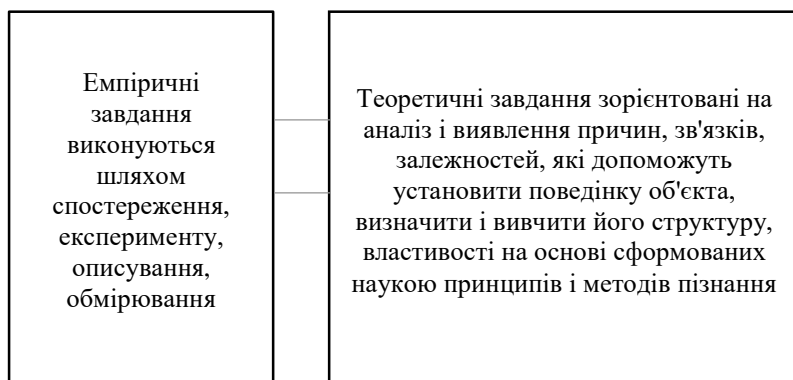 Емпіричні
завдання
виконуються
шляхом
спостереження,
експерименту,
описування,
обмірювання
Теоретичні завдання зорієнтовані на
аналіз і виявлення причин, зв'язків,
залежностей, які допоможуть
установити поведінку об'єкта,
визначити і вивчити його структуру,
властивості на основі сформованих
наукою принципів і методів пізнання